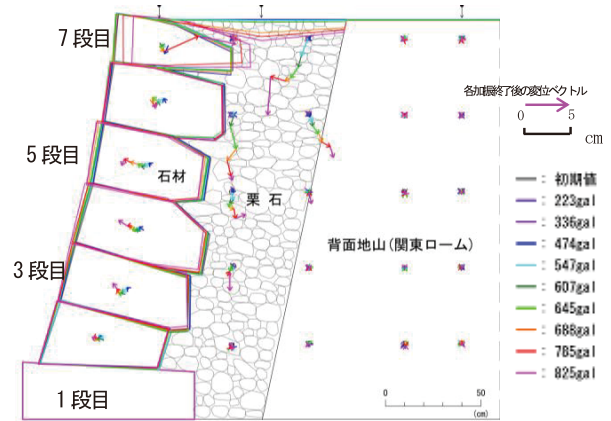 7段目
5段目
3段目
1段目
石材
栗石
背面地山(関東ローム)
0 50
(cm)
各加振終了後の変位ベクトル
0 5
cm
: 初期値
: 223gal
: 336gal
: 474gal
: 547gal
: 607gal
: 645gal
: 688gal
: 785gal
: 825gal